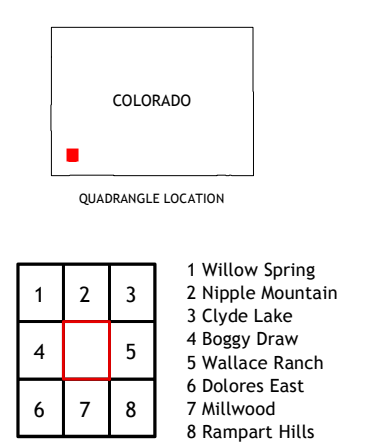 COLORADO
QUADRANGLE LOCATION
1 2 3
4 5
6 7 8
1 Willow Spring
2 Nipple Mountain
3 Clyde Lake
4 Boggy Draw
5 Wallace Ranch
6 Dolores East
7 Millwood
8 Rampart Hills